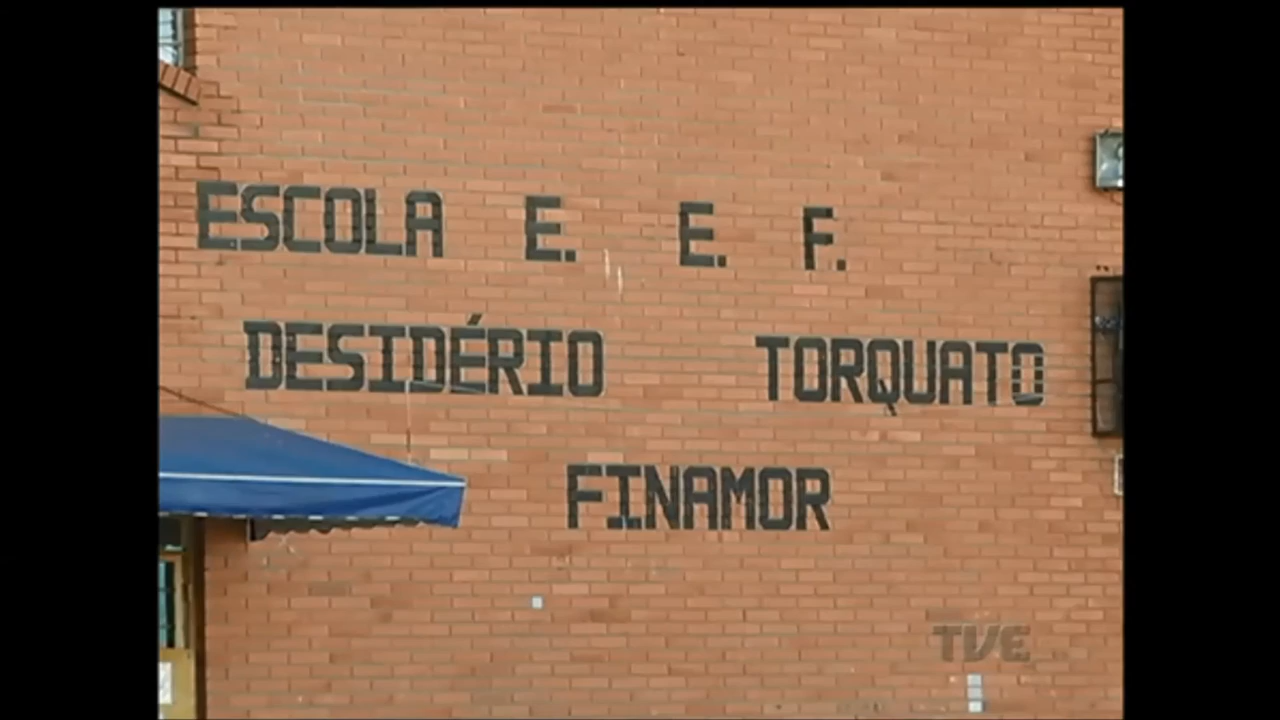 ESCOLA E. E. F.
DESIDÉRIO TORQUATO
FINAMOR
TVE